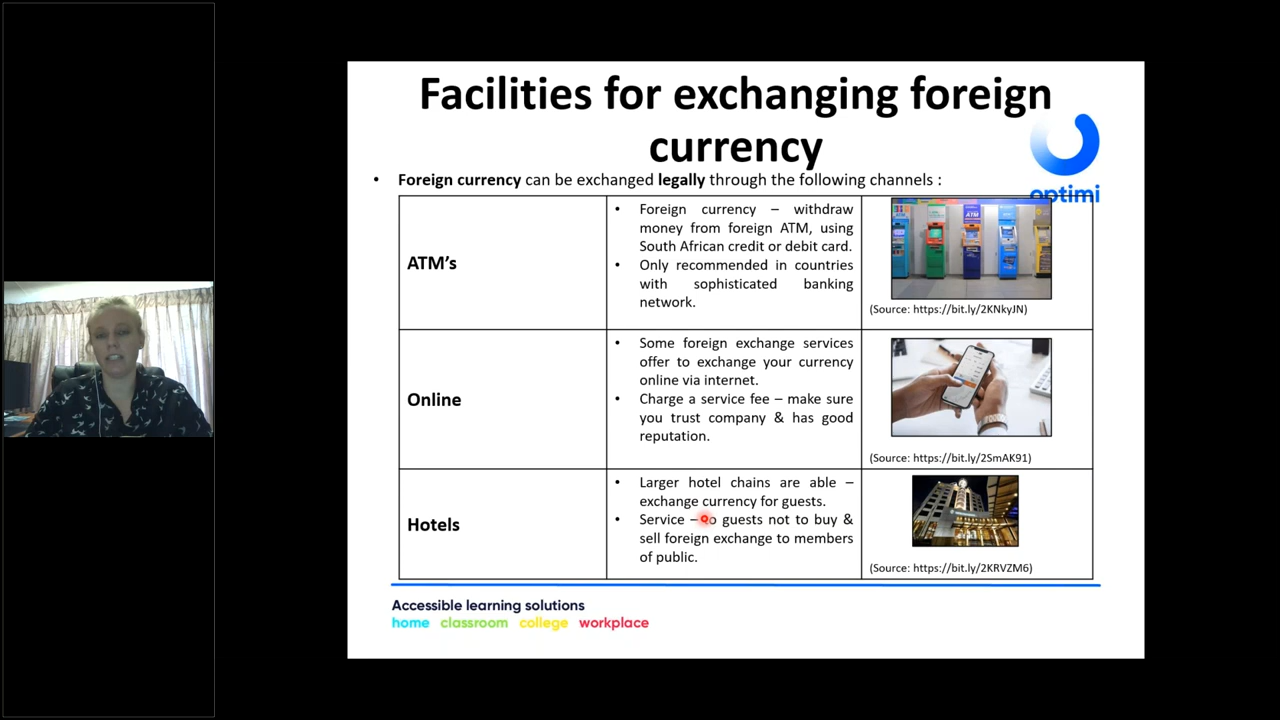 Facilities for exchanging foreign
currency
optimi
• Foreign currency can be exchanged legally through the following channels :
ATM's
• Foreign currency – withdraw
money from foreign ATM, using
South African credit or debit card.
• Only recommended in countries
with sophisticated banking
network.
ATM
(Source: https://bit.ly/2KNkyJN)
Online
• Some foreign exchange services
offer to exchange your currency
online via internet.
• Charge a service fee – make sure
you trust company & has good
reputation.
(Source: https://bit.ly/2SmAK91)
Hotels
• Larger hotel chains are able –
exchange currency for guests.
• Service – to guests not to buy &
sell foreign exchange to members
of public.
(Source: https://bit.ly/2KRVZM6)
Accessible learning solutions
home classroom college workplace